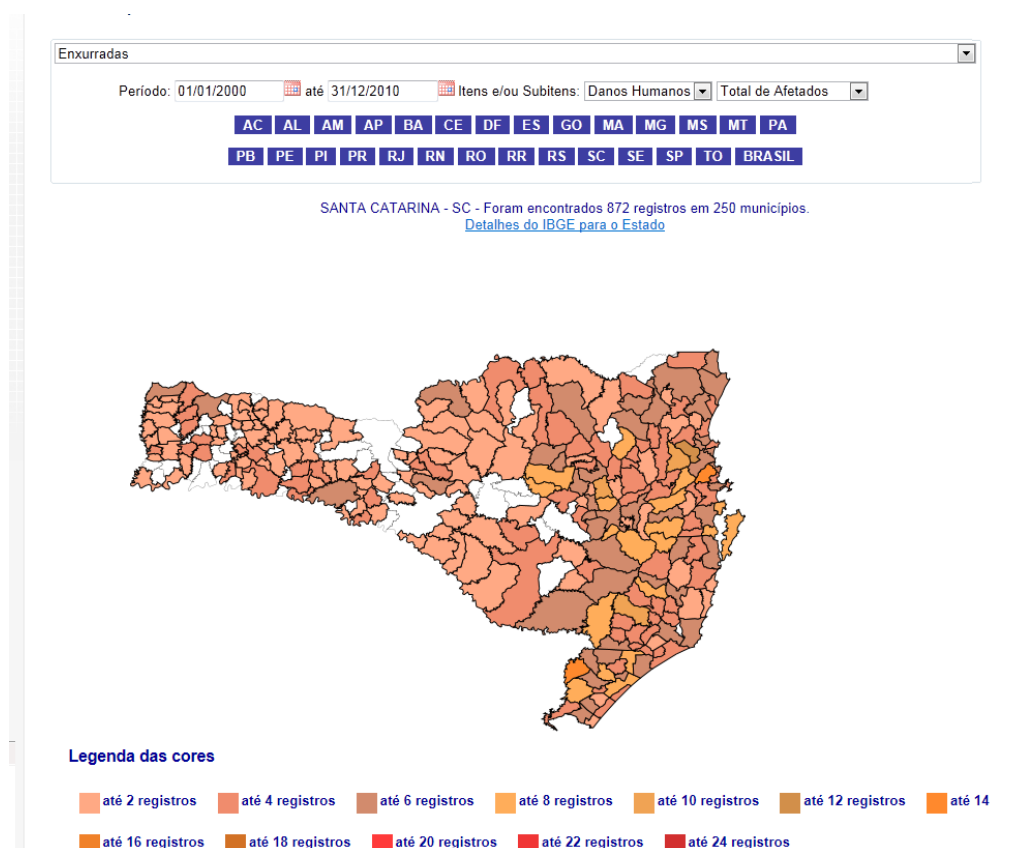 Enxurradas
Período: 01/01/2000 até 31/12/2010 Itens e/ou Subitens: Danos Humanos Total de Afetados
AC AL AM AP BA CE DF ES GO MA MG MS MT PA
PB PE PI PR RJ RN RO RR RS SC SE SP TO BRASIL
SANTA CATARINA - SC - Foram encontrados 872 registros em 250 municípios.
Detalhes do IBGE para o Estado
Legenda das cores
até 2 registros até 4 registros até 6 registros até 8 registros até 10 registros até 12 registros até 14
até 16 registros até 18 registros até 20 registros até 22 registros até 24 registros